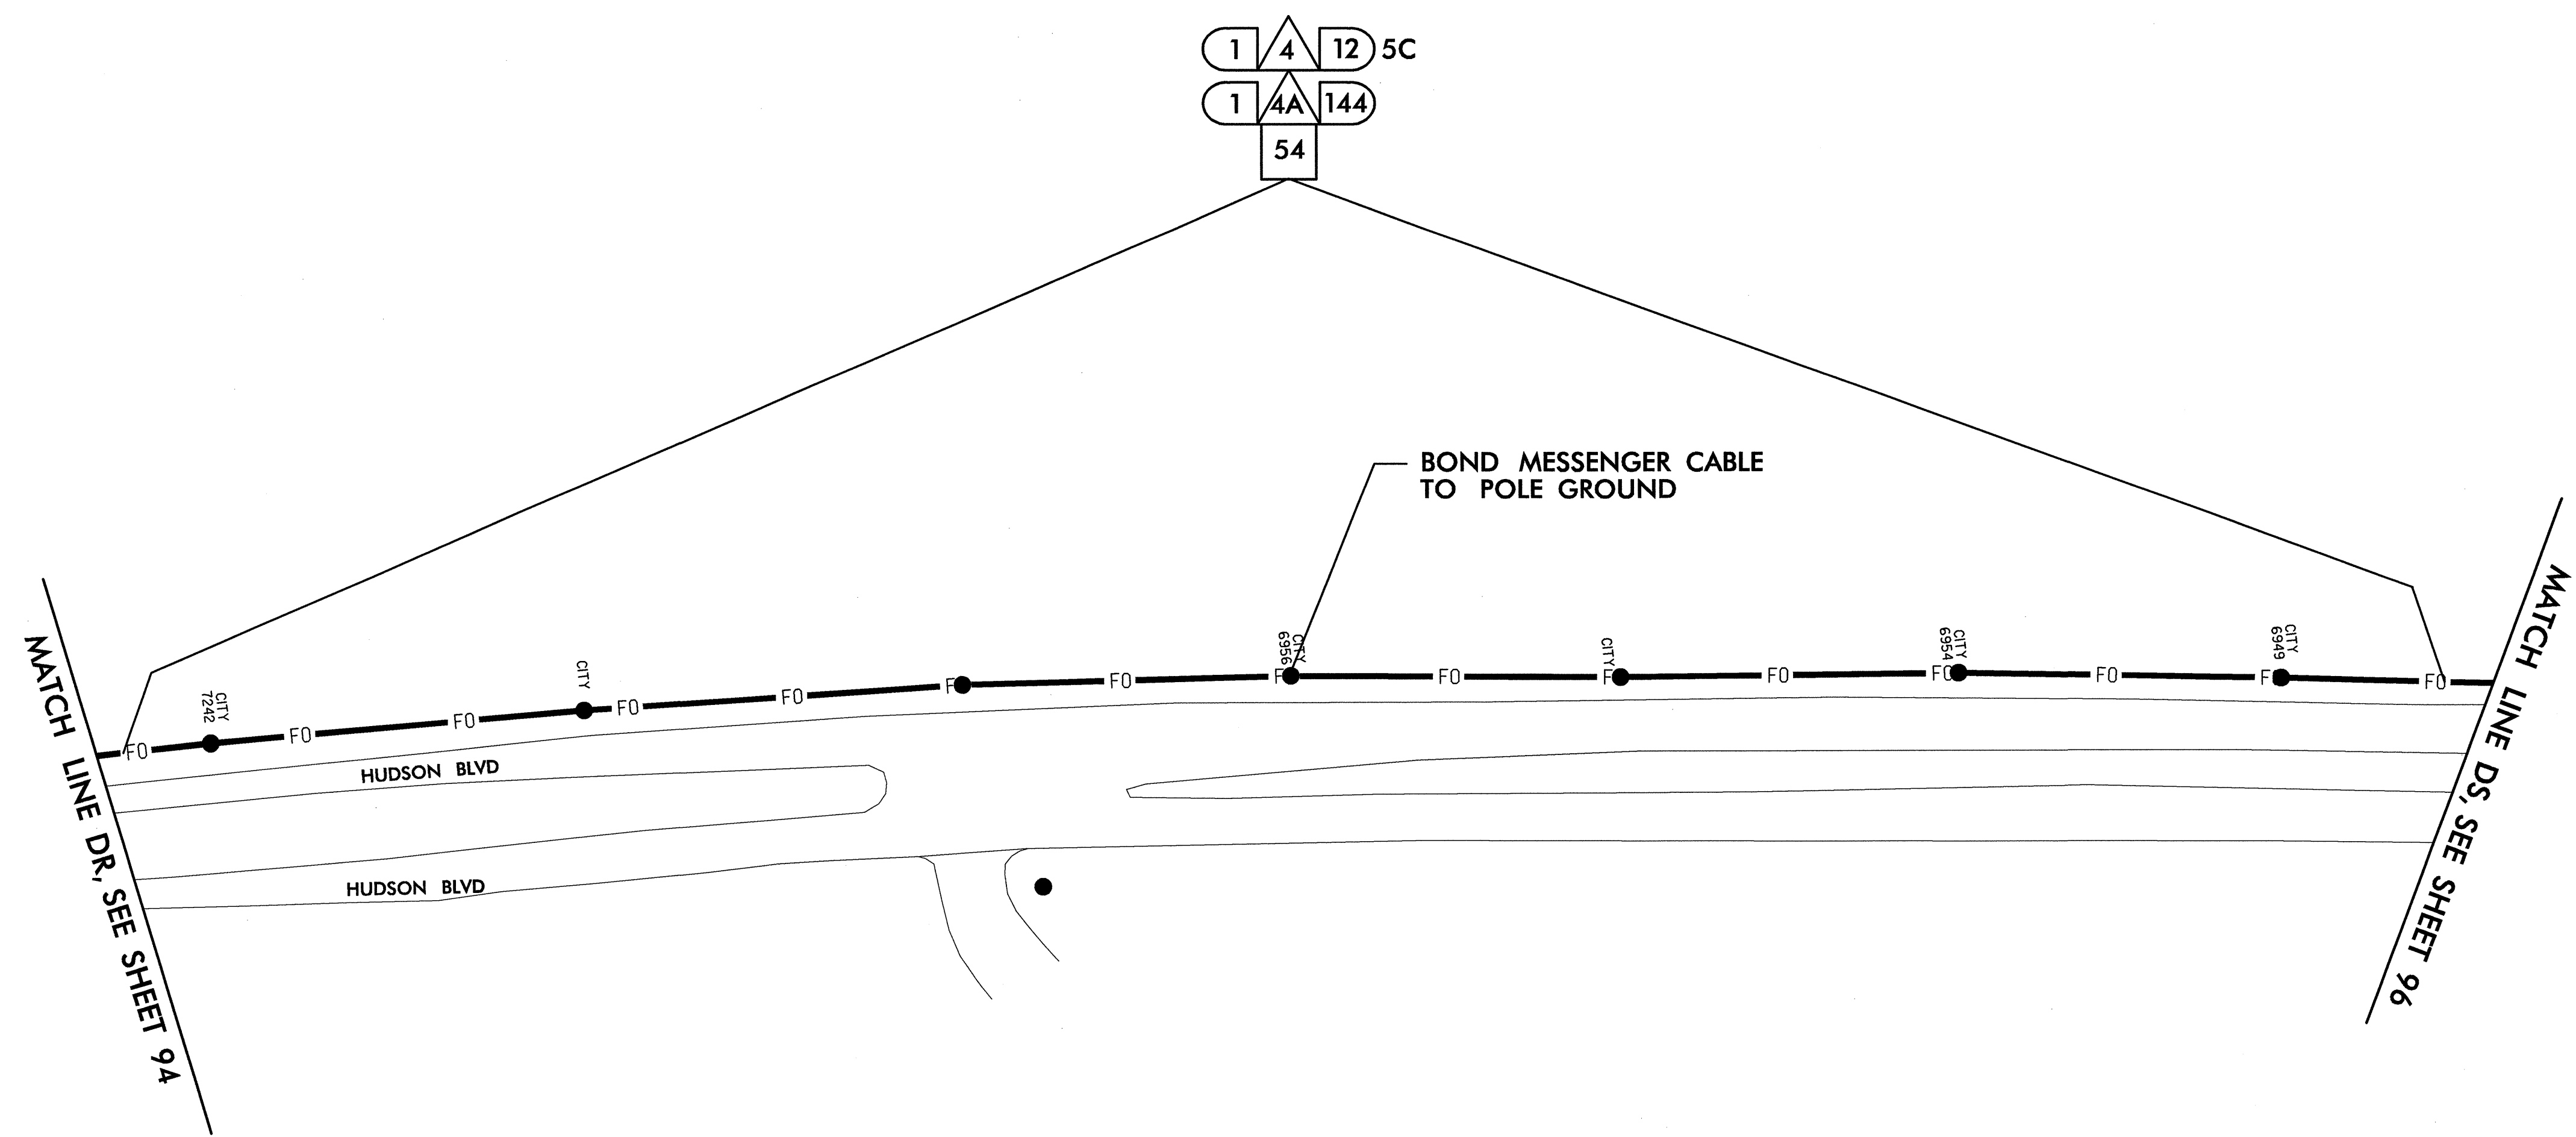 1 4 12 5C
1 4A 144
54
BOND MESSENGER CABLE
TO POLE GROUND
MATCH LINE DR, SEE SHEET 94
MATCH LINE DS, SEE SHEET 96
CITY
7242
CITY
CITY
6956
CITY
CITY
6954
CITY
6949
FO
FO
FO
FO
FO
F
FO
F
FO
F
FO
FO
FO
F
FO
HUDSON BLVD
HUDSON BLVD